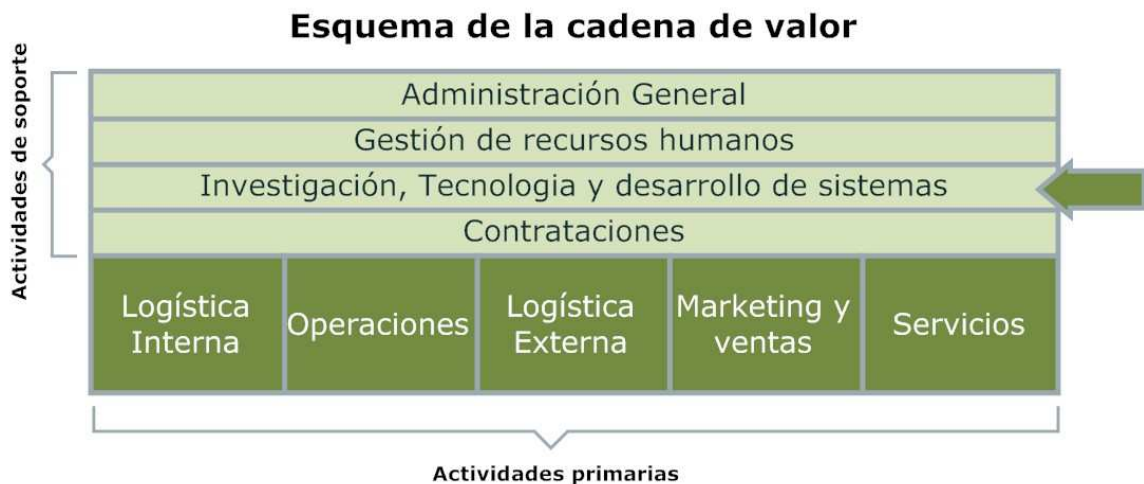 Esquema de la cadena de valor
Actividades de soporte
Administración General
Gestión de recursos humanos
Investigación, Tecnologia y desarrollo de sistemas
Contrataciones
Logística
Interna
Operaciones
Logística
Externa
Marketing y
ventas
Servicios
Actividades primarias